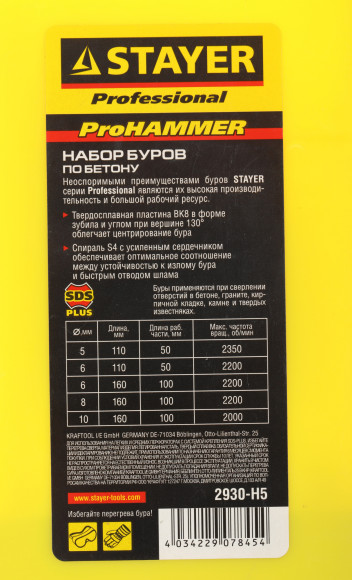 STAYER
Professional
ProHAMMER
НАБОР БУРОВ
ПО БЕТОНУ
Неоспоримыми преимуществами буров STAYER
серии Professional являются их высокая производи-
тельность и большой рабочий ресурс.
Твердосплавная пластина ВК8 в форме
зубила и углом при вершине 130°
облегчает центрирование бура
Спираль S4 с усиленным сердечником
обеспечивает оптимальное соотношение
между устойчивостью к излому бура
и быстрым отводом шлама
SDS
PLUS
Буры применяются при сверлении
отверстий в бетоне, граните, кир-
пичной кладке, камне и твердых
известняках.
Ø,мм Длина, мм Длина раб. части, мм Макс. частота вращ., об/мин
5 110 50 2350
6 110 50 2200
6 160 100 2200
8 160 100 2200
10 160 100 2000
KRAFTOOL I/E GmbH GERMANY DE-71034 Böblingen, Otto-Lilienthal-Str. 25
www.stayer-tools.com
2930-H5
Избегайте перегрева бура!
4 034229 078454